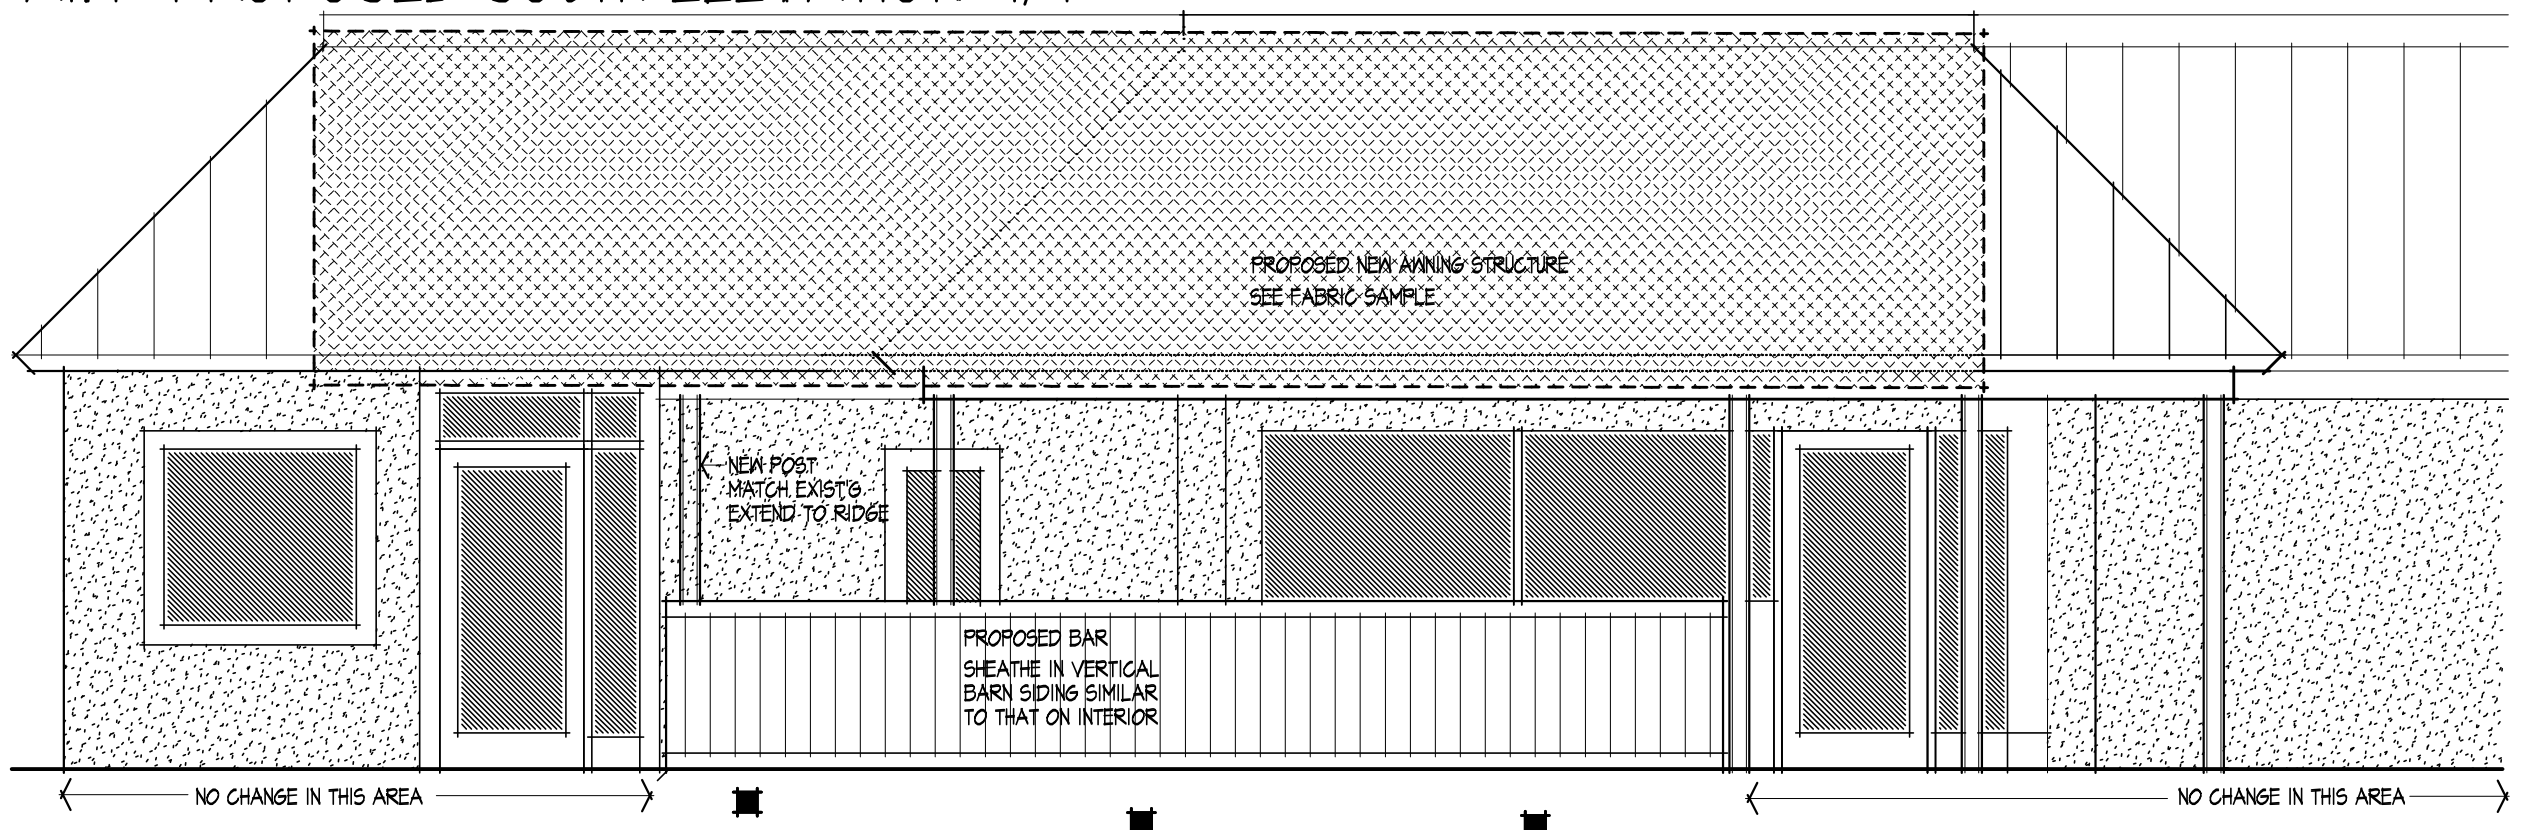 PROPOSED NEW AWNING STRUCTURE
SEE FABRIC SAMPLE
NEW POST
MATCH EXIST'G
EXTEND TO RIDGE
PROPOSED BAR
SHEATHE IN VERTICAL
BARN SIDING SIMILAR
TO THAT ON INTERIOR
NO CHANGE IN THIS AREA
NO CHANGE IN THIS AREA